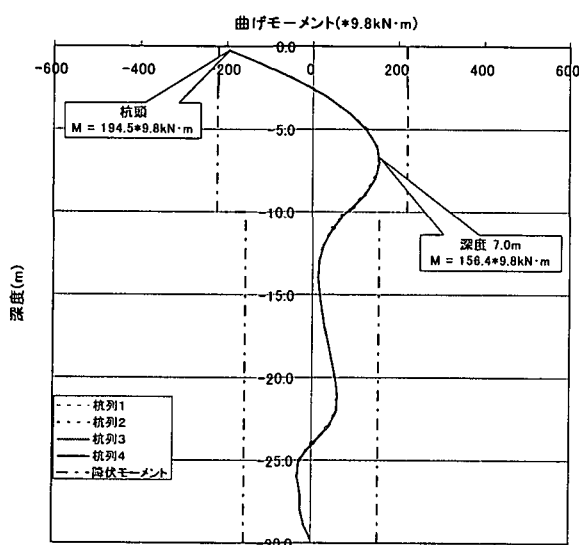 曲げモーメント(*9.8kN·m)
-600 -400 -200 0 200 400 600
0.0
杭頭
M = 194.5*9.8kN·m
-5.0
-10.0
深度 7.0m
M = 156.4*9.8kN·m
深度(m)
-15.0
-20.0
杭列1
杭列2
杭列3
杭列4
降伏モーメント
-25.0
-30.0